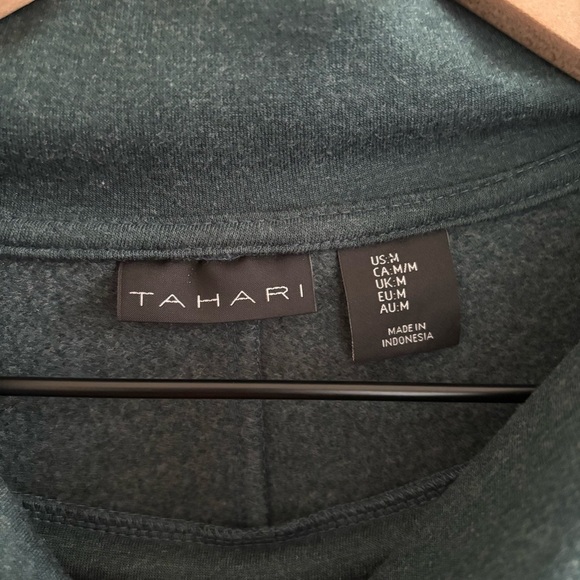 TAHARI
US:M
CA:M/M
UK:M
EU:M
AU:M
MADE IN
INDONESIA